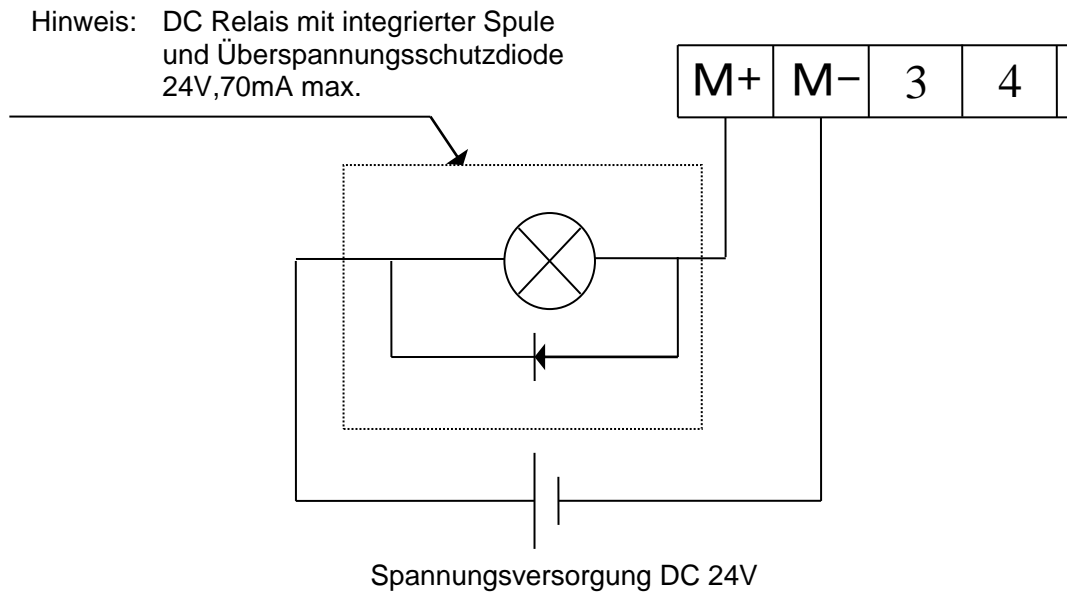 Hinweis: DC Relais mit integrierter Spule
und Überspannungsschutzdiode
24V,70mA max.
M+ M− 3 4
Spannungsversorgung DC 24V